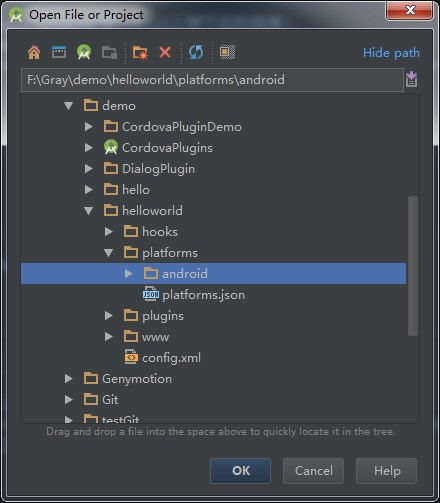 Open File or Project
Hide path
F:\Gray\demo\helloworld\platforms\android
demo
CordovaPluginDemo
CordovaPlugins
DialogPlugin
hello
helloworld
hooks
platforms
android
JSON platforms.json
plugins
www
config.xml
Genymotion
Git
testGit
Drag and drop a file into the space above to quickly locate it in the tree.
OK Cancel Help